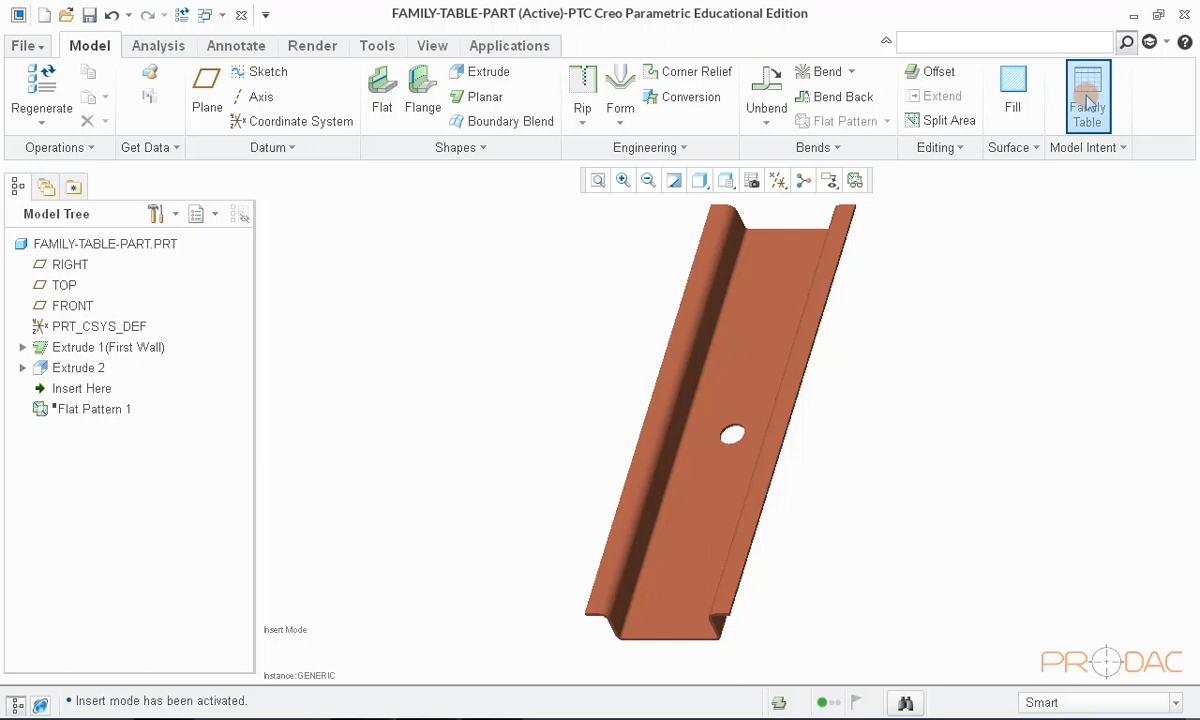 FAMILY-TABLE-PART (Active)-PTC Creo Parametric Educational Edition
File Model Analysis Annotate Render Tools View Applications
Regenerate
Plane
Sketch
Axis
Coordinate System
Flat
Flange
Extrude
Planar
Boundary Blend
Rip
Form
Corner Relief
Conversion
Unbend
Bend
Bend Back
Flat Pattern
Offset
Extend
Split Area
Fill
Family
Table
Operations Get Data Datum Shapes Engineering Bends Editing Surface Model Intent
Model Tree
FAMILY-TABLE-PART.PRT
RIGHT
TOP
FRONT
PRT_CSYS_DEF
Extrude 1(First Wall)
Extrude 2
Insert Here
Flat Pattern 1
Insert Mode
Instance:GENERIC
PRODAC
• Insert mode has been activated.
Smart